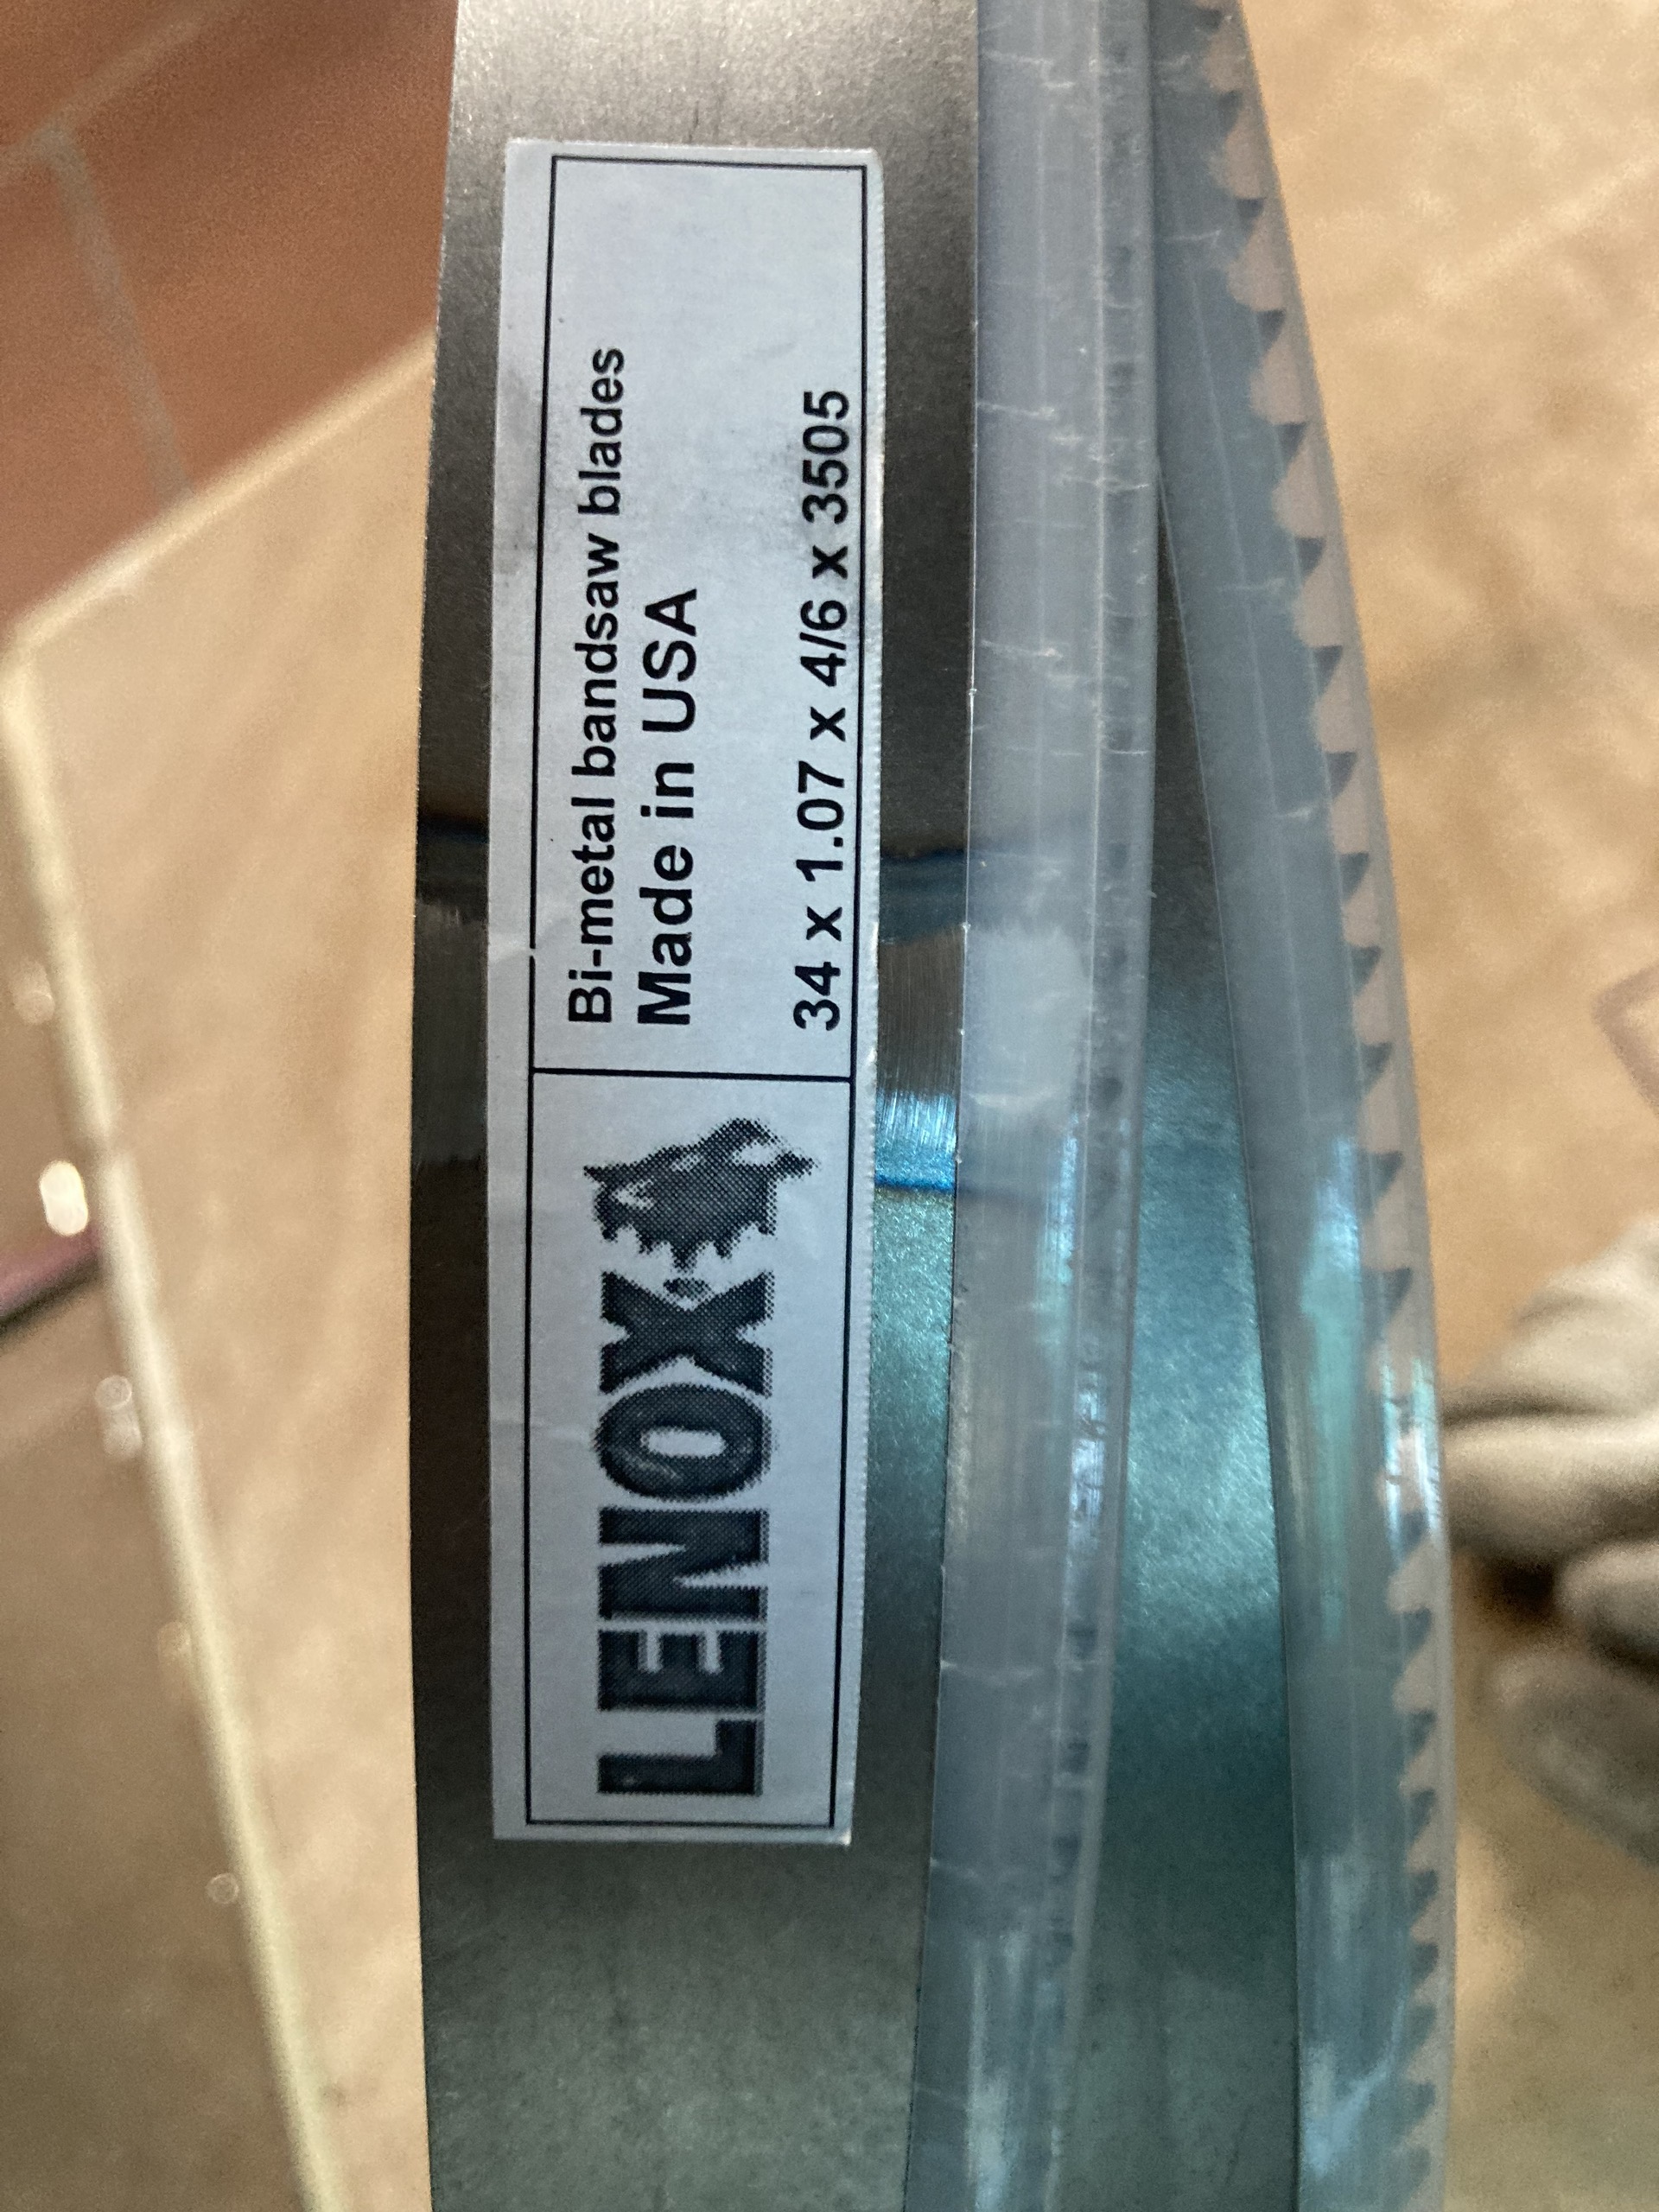 LENOX
Bi-metal bandsaw blades
Made in USA
34 x 1.07 x 4/6 x 3505